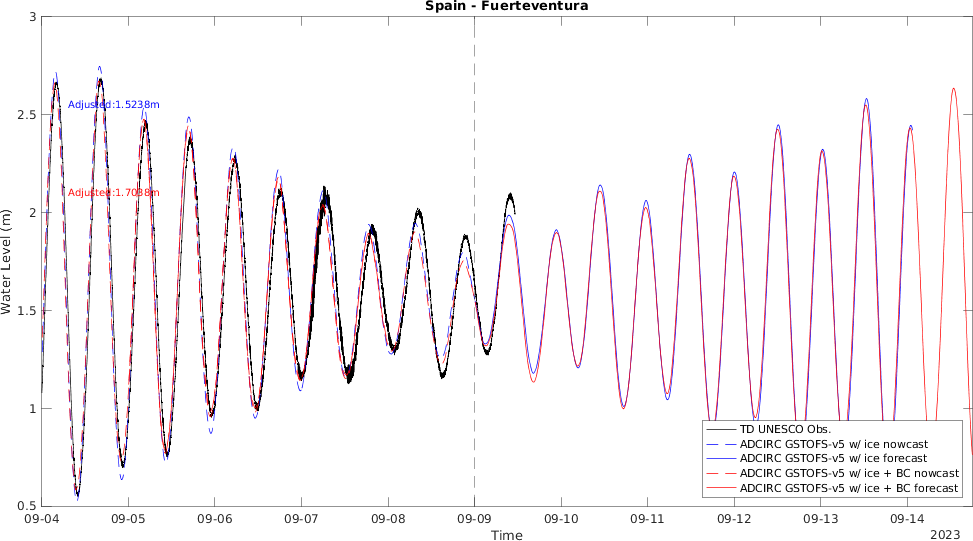 Spain - Fuerteventura
3
2.5
2
1.5
1
0.5
Water Level (m)
Adjusted:1.5238m
Adjusted:1.7038m
TD UNESCO Obs.
ADCIRC GSTOFS-v5 w/ ice nowcast
ADCIRC GSTOFS-v5 w/ ice forecast
ADCIRC GSTOFS-v5 w/ ice + BC nowcast
ADCIRC GSTOFS-v5 w/ ice + BC forecast
09-04 09-05 09-06 09-07 09-08 09-09 09-10 09-11 09-12 09-13 09-14
Time
2023